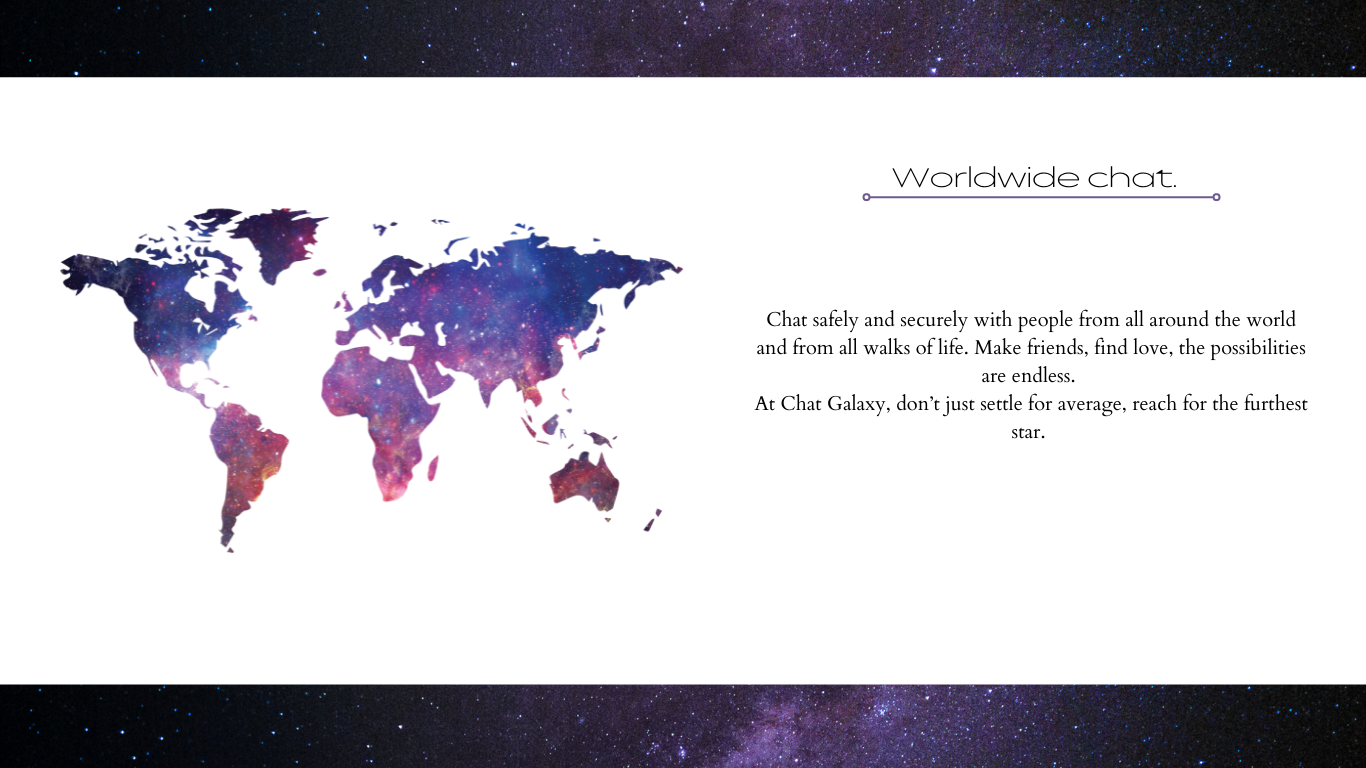 Worldwide chat.
Chat safely and securely with people from all around the world
and from all walks of life. Make friends, find love, the possibilities
are endless.
At Chat Galaxy, don’t just settle for average, reach for the furthest
star.